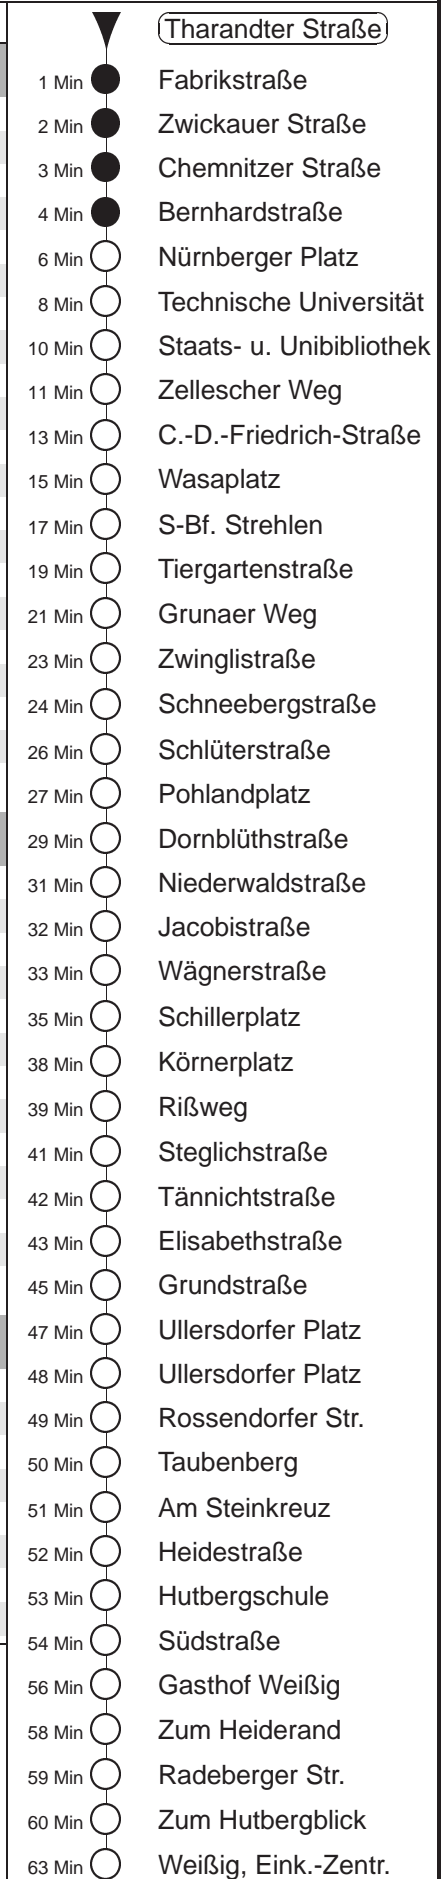 Tharandter Straße
1 Min Fabrikstraße
2 Min Zwickauer Straße
3 Min Chemnitzer Straße
4 Min Bernhardstraße
6 Min Nürnberger Platz
8 Min Technische Universität
10 Min Staats- u. Unibibliothek
11 Min Zellescher Weg
13 Min C.-D.-Friedrich-Straße
15 Min Wasaplatz
17 Min S-Bf. Strehlen
19 Min Tiergartenstraße
21 Min Grunaer Weg
23 Min Zwinglistraße
24 Min Schneebergstraße
26 Min Schlüterstraße
27 Min Pohlandplatz
29 Min Dornblüthstraße
31 Min Niederwaldstraße
32 Min Jacobistraße
33 Min Wägnerstraße
35 Min Schillerplatz
38 Min Körnerplatz
39 Min Rißweg
41 Min Steglichstraße
42 Min Tännichtstraße
43 Min Elisabethstraße
45 Min Grundstraße
47 Min Ullersdorfer Platz
48 Min Ullersdorfer Platz
49 Min Rossendorfer Str.
50 Min Taubenberg
51 Min Am Steinkreuz
52 Min Heidestraße
53 Min Hutbergschule
54 Min Südstraße
56 Min Gasthof Weißig
58 Min Zum Heiderand
59 Min Radeberger Str.
60 Min Zum Hutbergblick
63 Min Weißig, Eink.-Zentr.